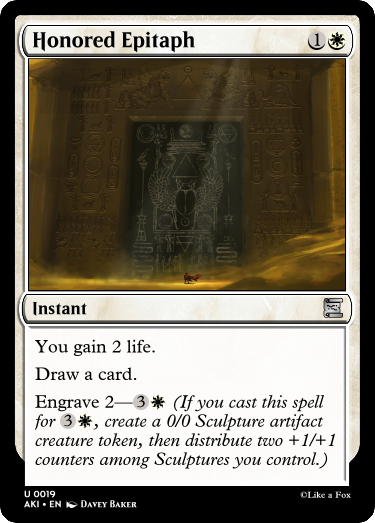 Honored Epitaph 1
Instant
You gain 2 life.
Draw a card.
Engrave 2—3 (If you cast this spell
for 3, create a 0/0 Sculpture artifact
creature token, then distribute two +1/+1
counters among Sculptures you control.)
U 0019
AKI • EN Davey Baker
©Like a Fox